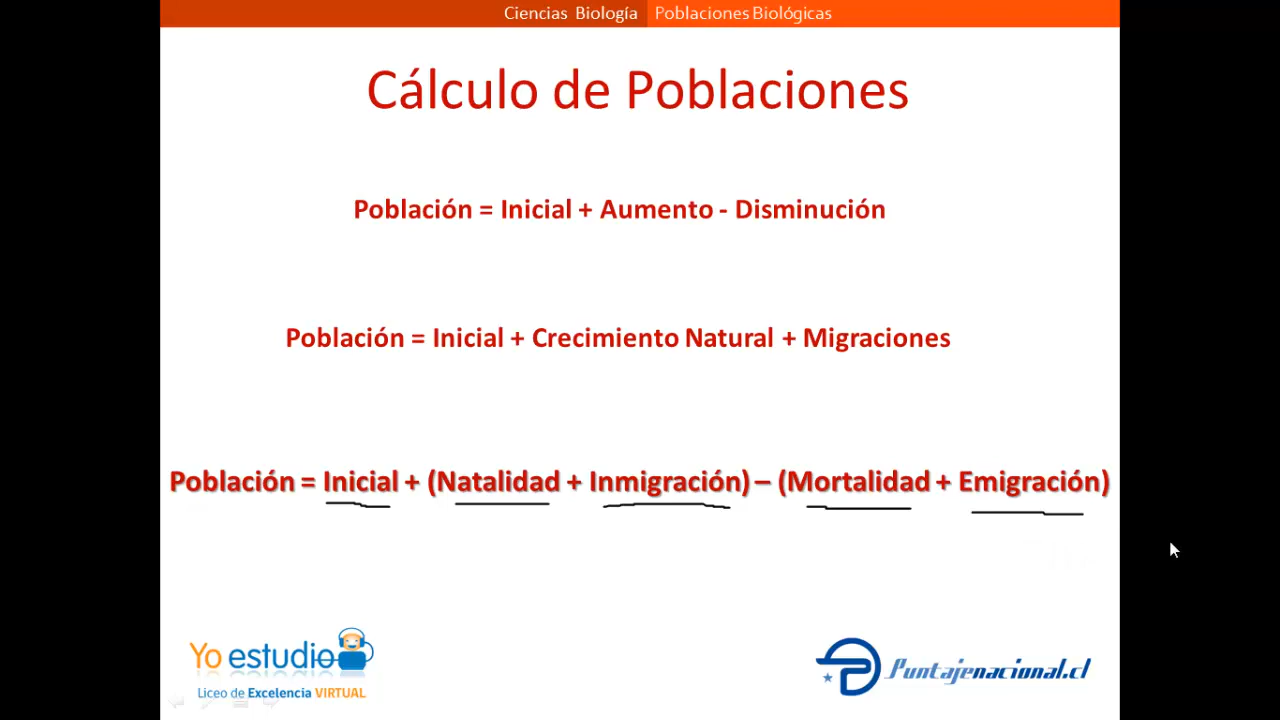 Ciencias Biología Poblaciones Biológicas
Cálculo de Poblaciones
Población = Inicial + Aumento - Disminución
Población = Inicial + Crecimiento Natural + Migraciones
Población = Inicial + (Natalidad + Inmigración) – (Mortalidad + Emigración)
Yo estudio
Liceo de Excelencia VIRTUAL
Puntajenacional.cl